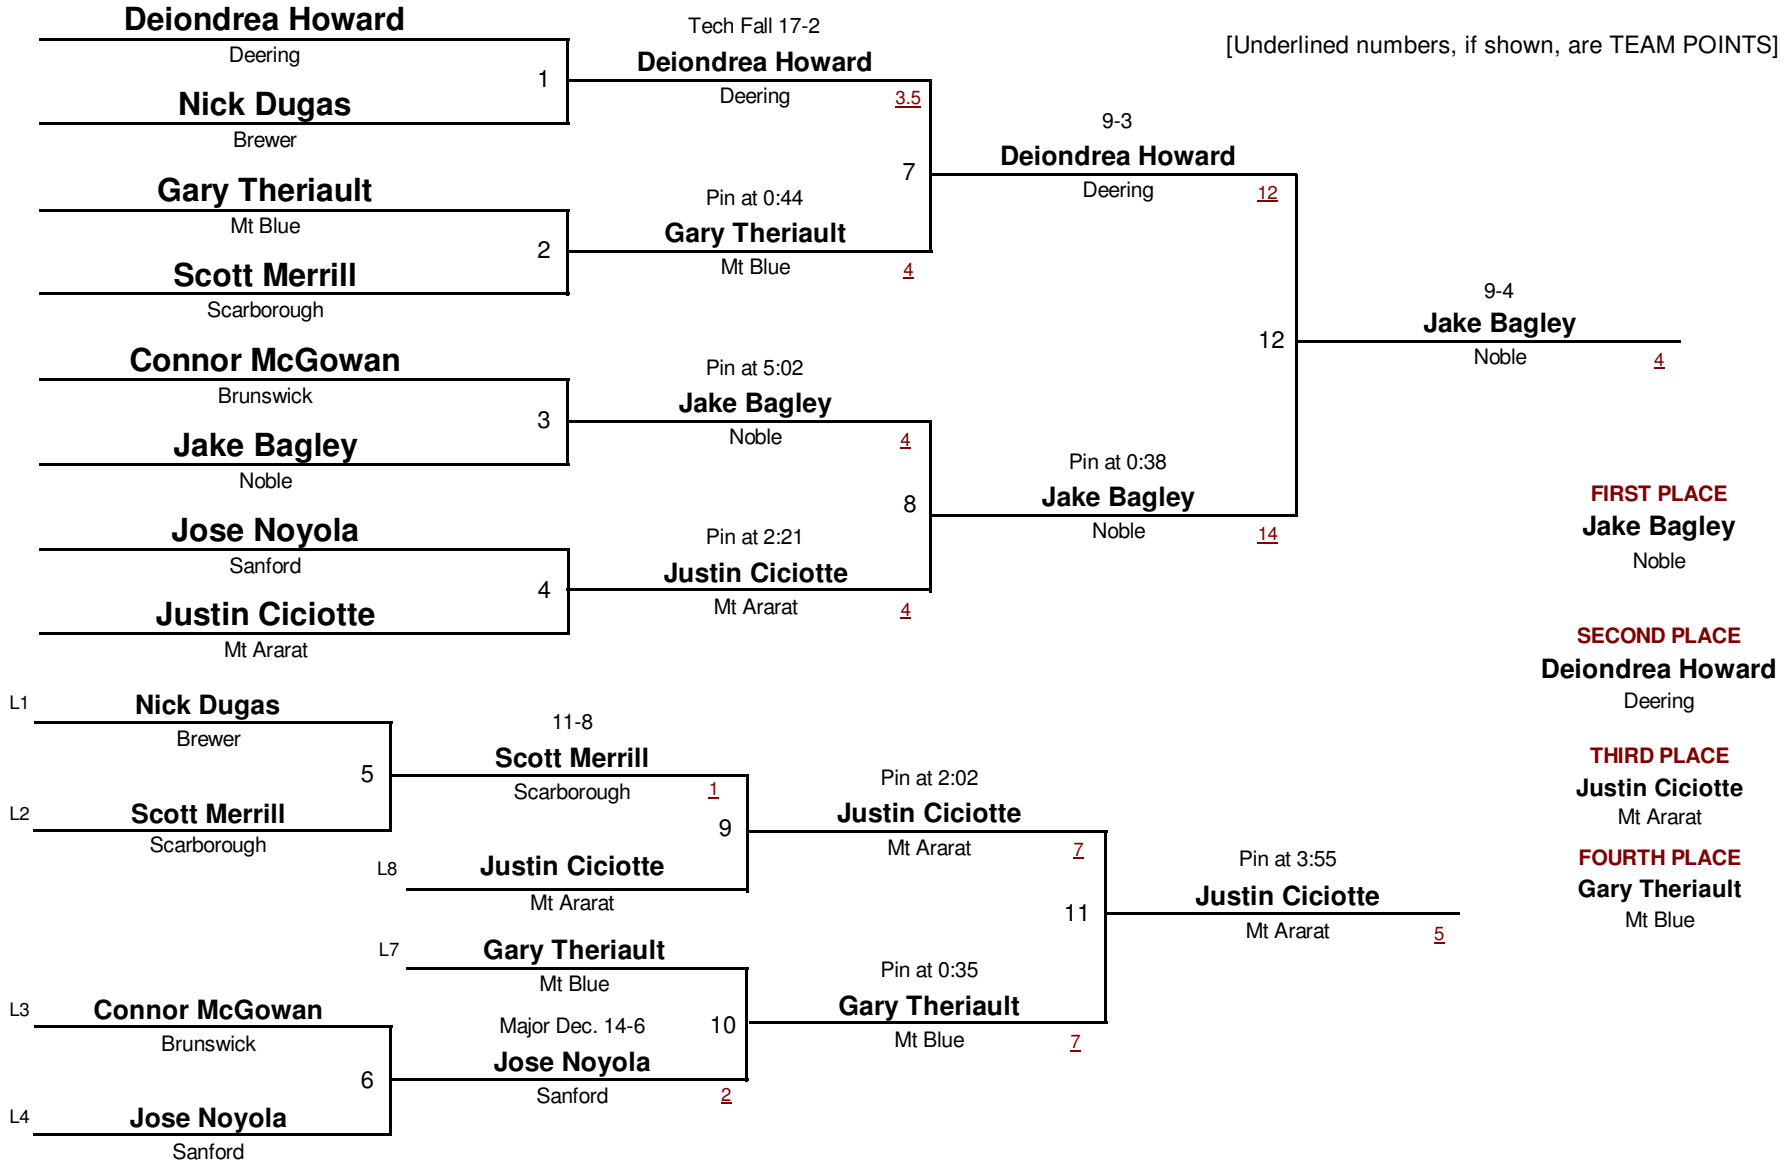 Deiondrea Howard
Deering
1
Nick Dugas
Brewer
Gary Theriault
Mt Blue
2
Scott Merrill
Scarborough
Connor McGowan
Brunswick
3
Jake Bagley
Noble
Jose Noyola
Sanford
4
Justin Ciciotte
Mt Ararat
Tech Fall 17-2
Deiondrea Howard
Deering 3.5
7
Pin at 0:44
Gary Theriault
Mt Blue 4
Pin at 5:02
Jake Bagley
Noble 4
8
Pin at 2:21
Justin Ciciotte
Mt Ararat 4
9-3
Deiondrea Howard
Deering 12
12
Pin at 0:38
Jake Bagley
Noble 14
[Underlined numbers, if shown, are TEAM POINTS]
9-4
Jake Bagley
Noble 4
FIRST PLACE
Jake Bagley
Noble
SECOND PLACE
Deiondrea Howard
Deering
THIRD PLACE
Justin Ciciotte
Mt Ararat
FOURTH PLACE
Gary Theriault
Mt Blue
L1 Nick Dugas
Brewer
5
L2 Scott Merrill
Scarborough
L3 Connor McGowan
Brunswick
6
L4 Jose Noyola
Sanford
11-8
Scott Merrill
Scarborough 1
9
L8 Justin Ciciotte
Mt Ararat
L7 Gary Theriault
Mt Blue
Major Dec. 14-6 10
Jose Noyola
Sanford 2
Pin at 2:02
Justin Ciciotte
Mt Ararat 7
11
Pin at 0:35
Gary Theriault
Mt Blue 7
Pin at 3:55
Justin Ciciotte
Mt Ararat 5